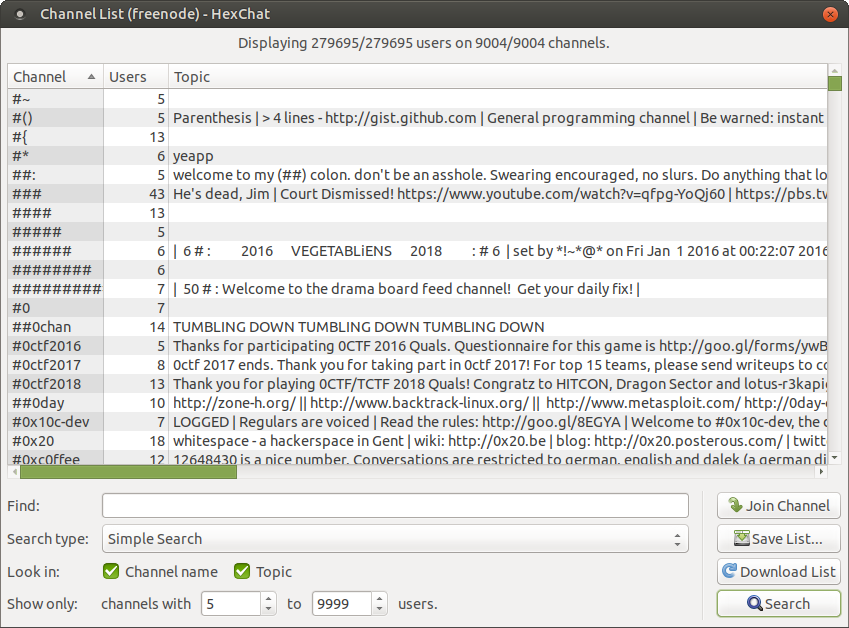 Channel List (freenode) - HexChat
Displaying 279695/279695 users on 9004/9004 channels.
Channel Users Topic
#~ 5
#() 5 Parenthesis | > 4 lines - http://gist.github.com | General programming channel | Be warned: instant
#{ 13
#* 6 yeapp
##: 5 welcome to my (##) colon. don't be an asshole. Swearing encouraged, no slurs. Do anything that lo
### 43 He's dead, Jim | Court Dismissed! https://www.youtube.com/watch?v=qfpg-YoQj60 | https://pbs.tw
#### 13
##### 5
###### 6 | 6 # : 2016 VEGETABLiENS 2018 : # 6 | set by *!~*@* on Fri Jan 1 2016 at 00:22:07 2016
######## 6
######### 7 | 50 # : Welcome to the drama board feed channel! Get your daily fix! |
#0 7
##0chan 14 TUMBLING DOWN TUMBLING DOWN TUMBLING DOWN
#0ctf2016 5 Thanks for participating 0CTF 2016 Quals. Questionnaire for this game is http://goo.gl/forms/ywB
#0ctf2017 8 0ctf 2017 ends. Thank you for taking part in 0ctf 2017! For top 15 teams, please send writeups to co
#0ctf2018 13 Thank you for playing 0CTF/TCTF 2018 Quals! Congratz to HITCON, Dragon Sector and lotus-r3kapig
##0day 10 http://zone-h.org/ || http://www.backtrack-linux.org/ || http://www.metasploit.com/ http://0day-
#0x10c-dev 7 LOGGED | Regulars are voiced | Read the rules: http://goo.gl/8EGYA | Welcome to #0x10c-dev, the
#0x20 18 whitespace - a hackerspace in Gent | wiki: http://0x20.be | blog: http://0x20.posterous.com/ | twitt
#0xc0ffee 12 12648430 is a nice number. Conversations are restricted to german, english and dalek (a german di
Find: Join Channel
Search type: Simple Search Save List...
Look in: Channel name Topic Download List
Show only: channels with 5 to 9999 users. Search